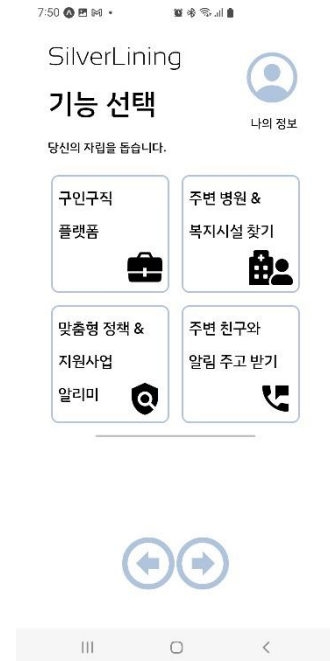 7:50
SilverLining
기능 선택
나의 정보
당신의 자립을 돕습니다.
구인구직
플랫폼
주변 병원 &
복지시설 찾기
맞춤형 정책 &
지원사업
알리미
주변 친구와
알림 주고 받기